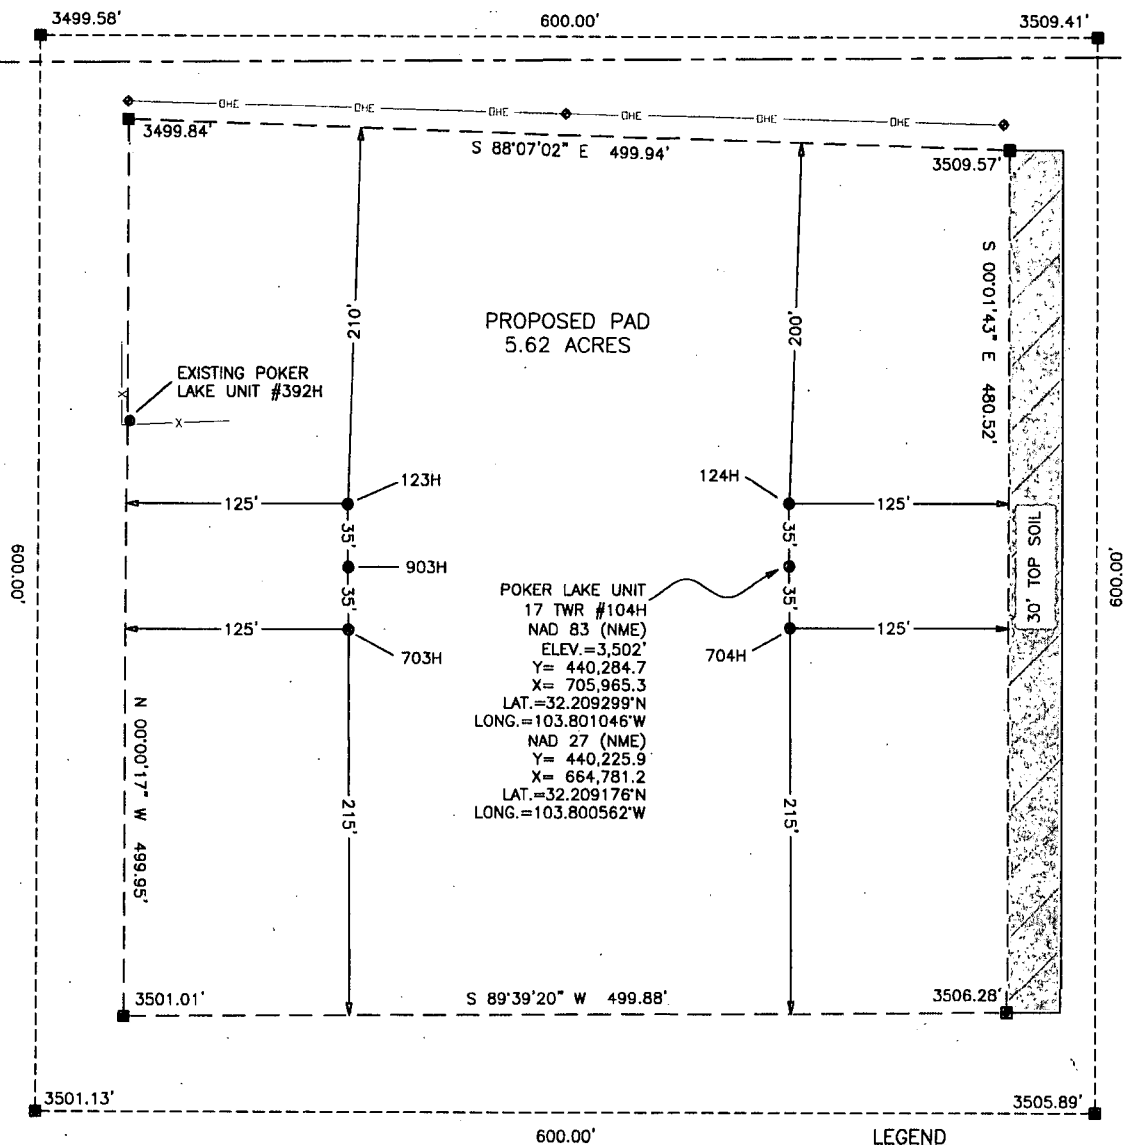 3499.58'
600.00'
3509.41'
OHE OHE OHE OHE OHE OHE
3499.84'
S 88°07'02" E 499.94'
3509.57'
210'
200'
S 00°01'43" E 480.52'
PROPOSED PAD
5.62 ACRES
EXISTING POKER
LAKE UNIT #392H
X
X
123H
124H
125'
125'
35'
35'
903H
30' TOP SOIL
600.00'
600.00'
35'
35'
POKER LAKE UNIT
17 TWR #104H
NAD 83 (NME)
ELEV.=3,502'
Y= 440,284.7
X= 705,965.3
LAT.=32.209299°N
LONG.=103.801046°W
NAD 27 (NME)
Y= 440,225.9
X= 664,781.2
LAT.=32.209176°N
LONG.=103.800562°W
125'
125'
703H
704H
N 00°00'17" W 499.95'
215'
215'
3501.01'
S 89°39'20" W 499.88'
3506.28'
3501.13'
3505.89'
600.00'
LEGEND